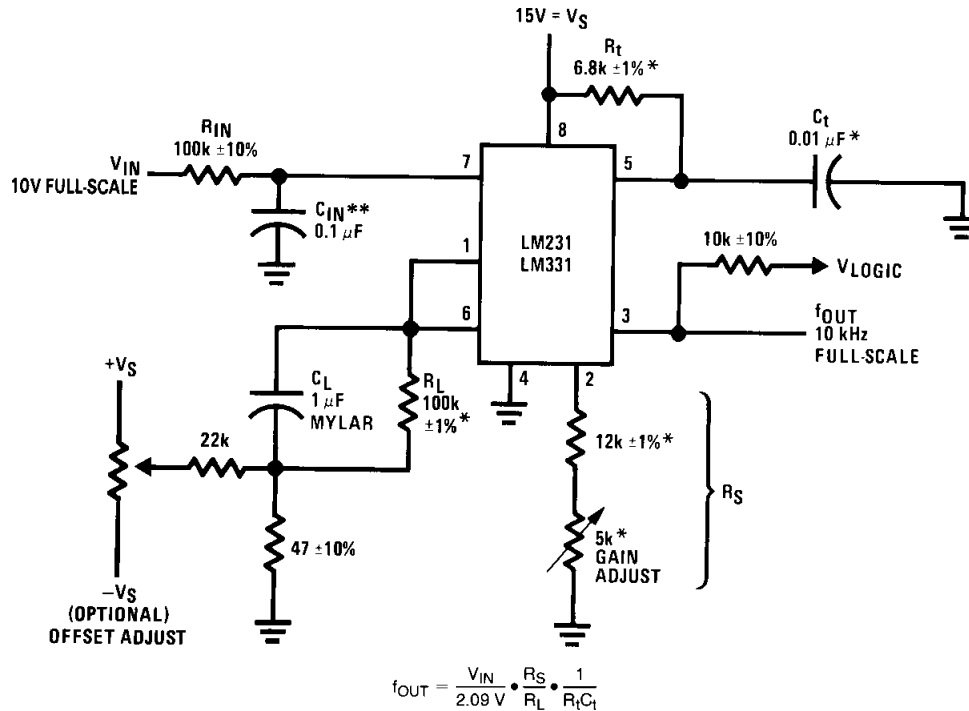 15V = VS
Rt
6.8k ±1% *
8
RIN
100k ±10%
VIN
10V FULL-SCALE
7
5
Ct
0.01 µF *
CIN**
0.1 µF
1
LM231
LM331
10k ±10%
VLOGIC
6
3
fOUT
10 kHz
FULL-SCALE
4
2
+VS
CL
1 µF
MYLAR
RL
100k
±1% *
12k ±1% *
22k
RS
47 ±10%
5k *
GAIN
ADJUST
–VS
(OPTIONAL)
OFFSET ADJUST
fOUT = VIN / 2.09 V • RS / RL • 1 / RtCt